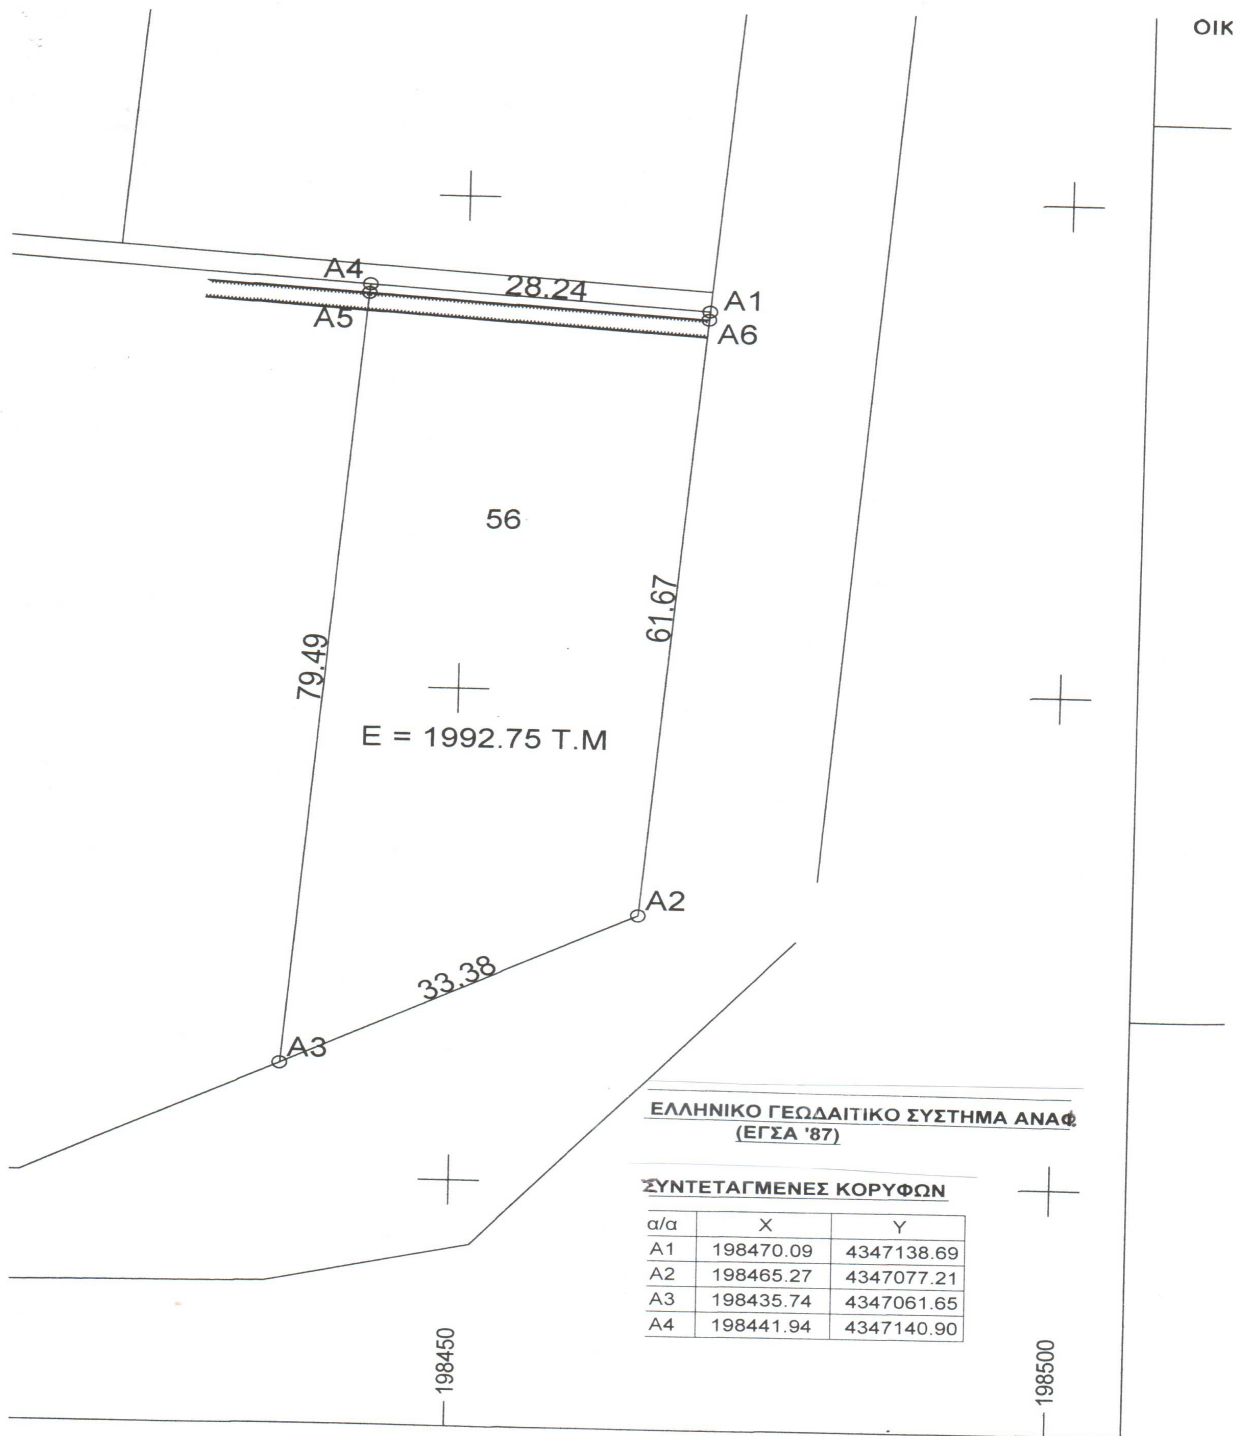 ΟΙΚ
A4
28.24
A1
A5
A6
56
61.67
79.49
E = 1992.75 T.M
A2
33.38
A3
ΕΛΛΗΝΙΚΟ ΓΕΩΔΑΙΤΙΚΟ ΣΥΣΤΗΜΑ ΑΝΑΦ
(ΕΓΣΑ '87)
ΣΥΝΤΕΤΑΓΜΕΝΕΣ ΚΟΡΥΦΩΝ
α/α X Y
A1 198470.09 4347138.69
A2 198465.27 4347077.21
A3 198435.74 4347061.65
A4 198441.94 4347140.90
198450
198500